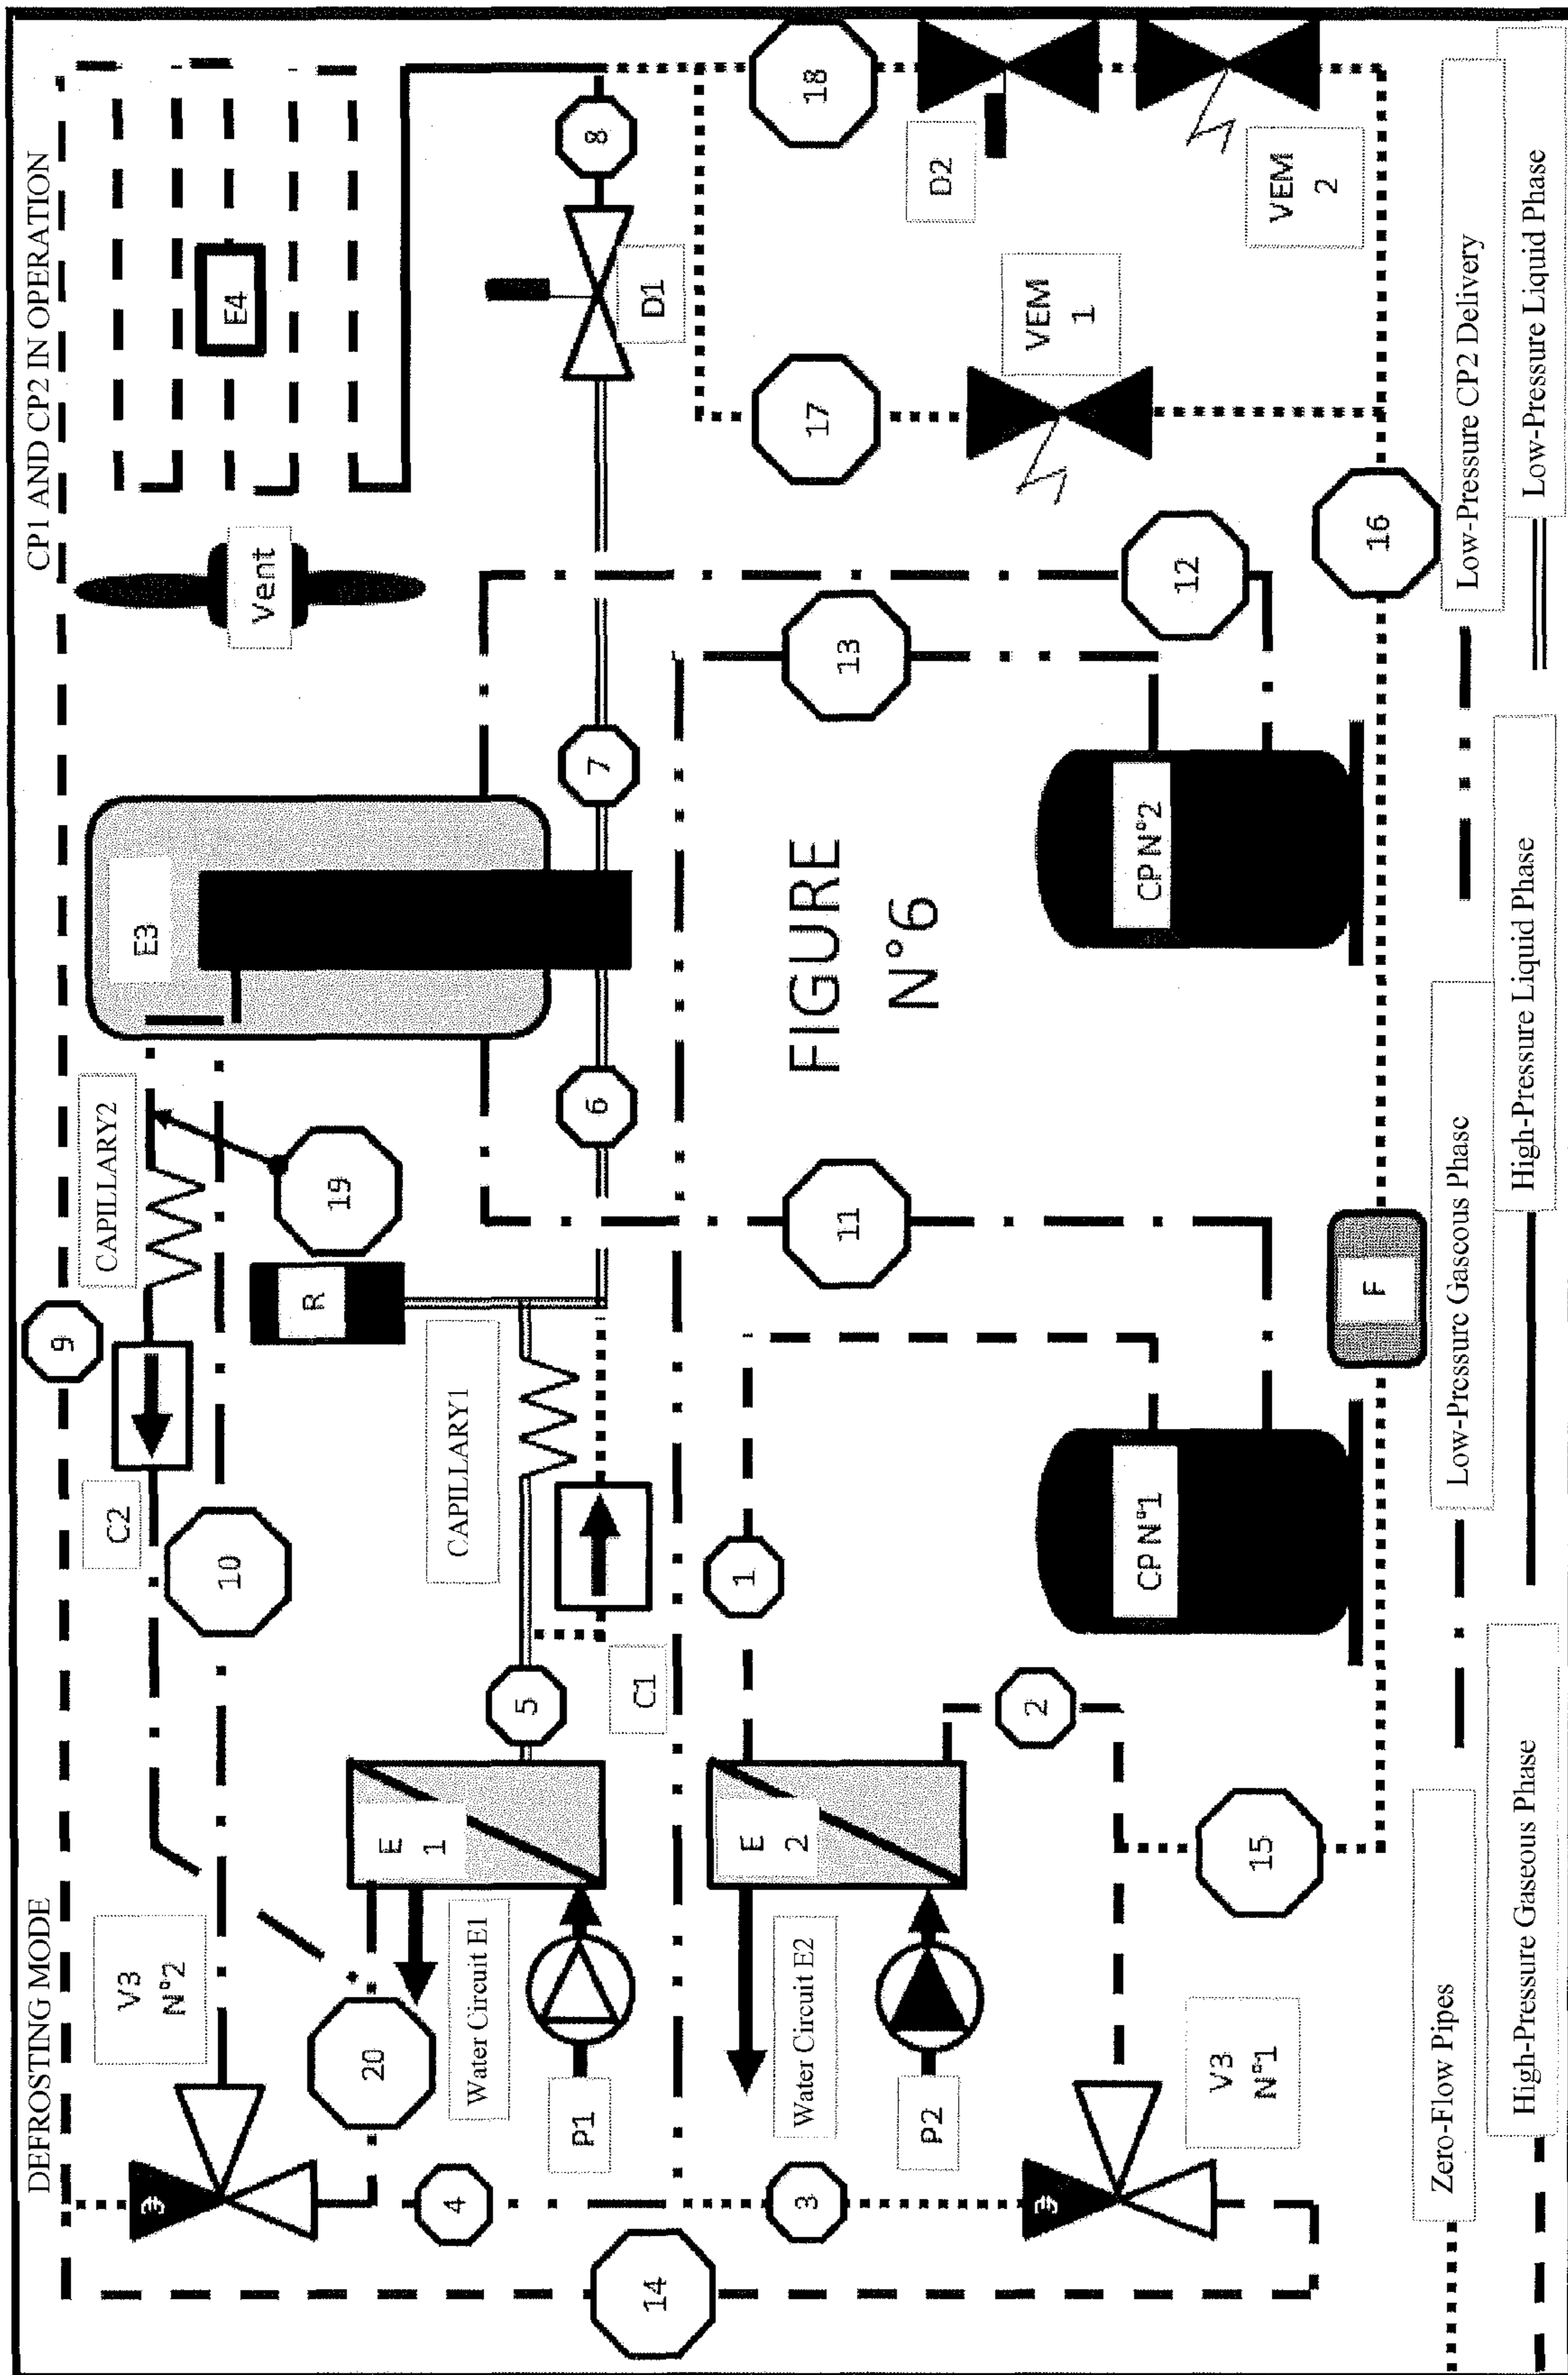 DEFROSTING MODE
CP1 AND CP2 IN OPERATION
9
V3
N°2
3
C2
CAPILLARY2
E3
Vent
E4
10
19
20
R
E
1
Water Circuit E1
P1
5
CAPILLARY1
C1
6
7
D1
8
4
14
3
E
2
Water Circuit E2
P2
1
2
11
FIGURE
N°6
13
12
17
18
D2
VEM
1
VEM
2
V3
N°1
3
15
CP N°1
CP N°2
F
16
Zero-Flow Pipes
Low-Pressure Gaseous Phase
Low-Pressure CP2 Delivery
High-Pressure Gaseous Phase
High-Pressure Liquid Phase
Low-Pressure Liquid Phase